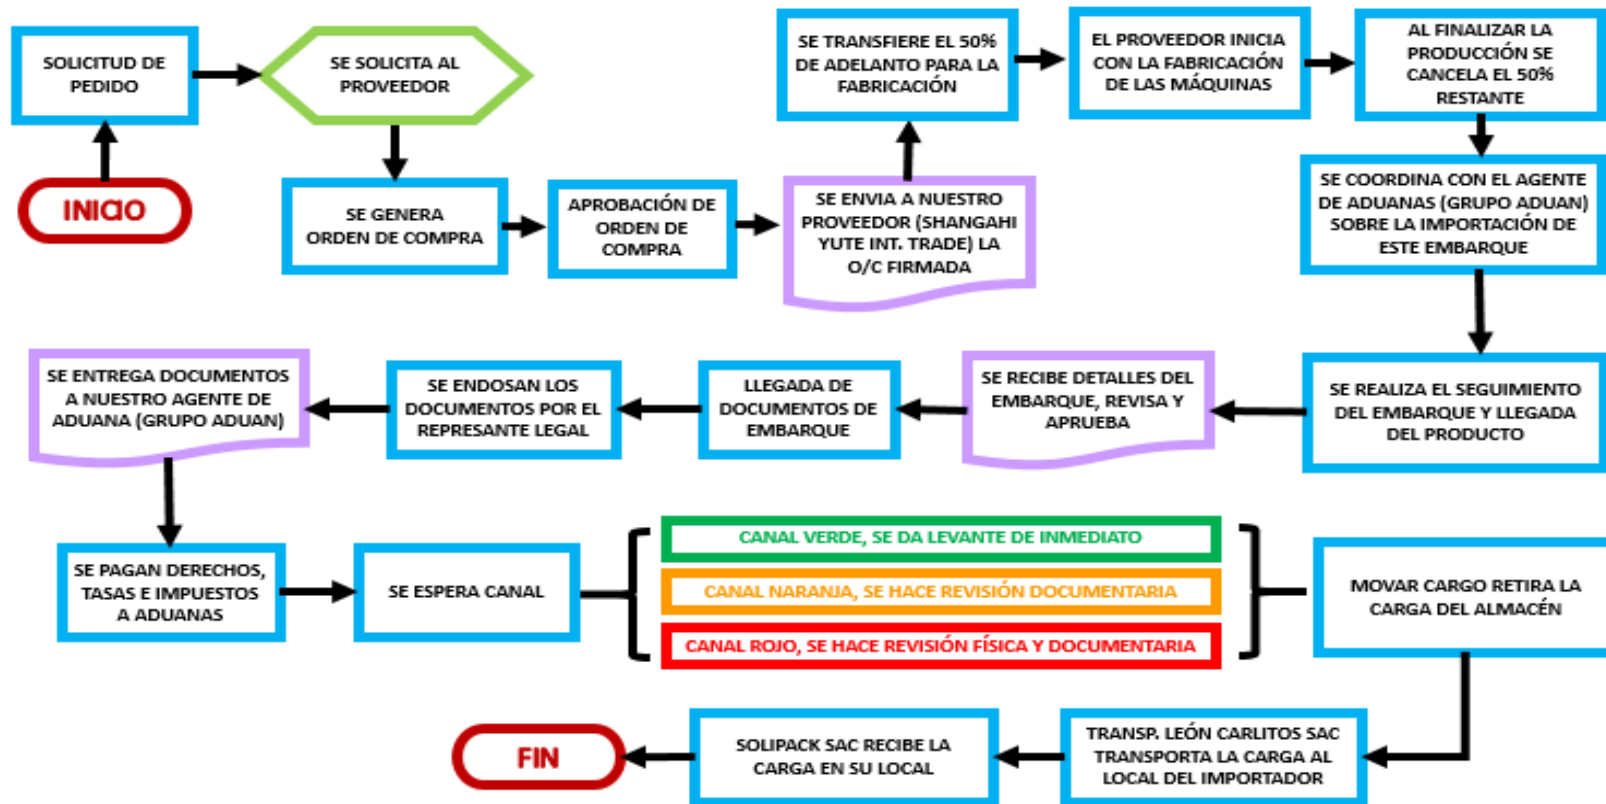 SOLICITUD DE
PEDIDO
SE SOLICITA AL
PROVEEDOR
SE TRANSFIERE EL 50%
DE ADELANTO PARA LA
FABRICACIÓN
EL PROVEEDOR INICIA
CON LA FABRICACIÓN
DE LAS MÁQUINAS
AL FINALIZAR LA
PRODUCCIÓN SE
CANCELA EL 50%
RESTANTE
INICIO
SE GENERA
ORDEN DE COMPRA
APROBACIÓN DE
ORDEN DE
COMPRA
SE ENVIA A NUESTRO
PROVEEDOR (SHANGAHI
YUTE INT. TRADE) LA
O/C FIRMADA
SE COORDINA CON EL AGENTE
DE ADUANAS (GRUPO ADUAN)
SOBRE LA IMPORTACIÓN DE
ESTE EMBARQUE
SE ENTREGA DOCUMENTOS
A NUESTRO AGENTE DE
ADUANA (GRUPO ADUAN)
SE ENDOSAN LOS
DOCUMENTOS POR EL
REPRESANTE LEGAL
LLEGADA DE
DOCUMENTOS DE
EMBARQUE
SE RECIBE DETALLES DEL
EMBARQUE, REVISA Y
APRUEBA
SE REALIZA EL SEGUIMIENTO
DEL EMBARQUE Y LLEGADA
DEL PRODUCTO
SE PAGAN DERECHOS,
TASAS E IMPUESTOS
A ADUANAS
SE ESPERA CANAL
CANAL VERDE, SE DA LEVANTE DE INMEDIATO
CANAL NARANJA, SE HACE REVISIÓN DOCUMENTARIA
CANAL ROJO, SE HACE REVISIÓN FÍSICA Y DOCUMENTARIA
MOVAR CARGO RETIRA LA
CARGA DEL ALMACÉN
FIN
SOLIPACK SAC RECIBE LA
CARGA EN SU LOCAL
TRANSP. LEÓN CARLITOS SAC
TRANSPORTA LA CARGA AL
LOCAL DEL IMPORTADOR